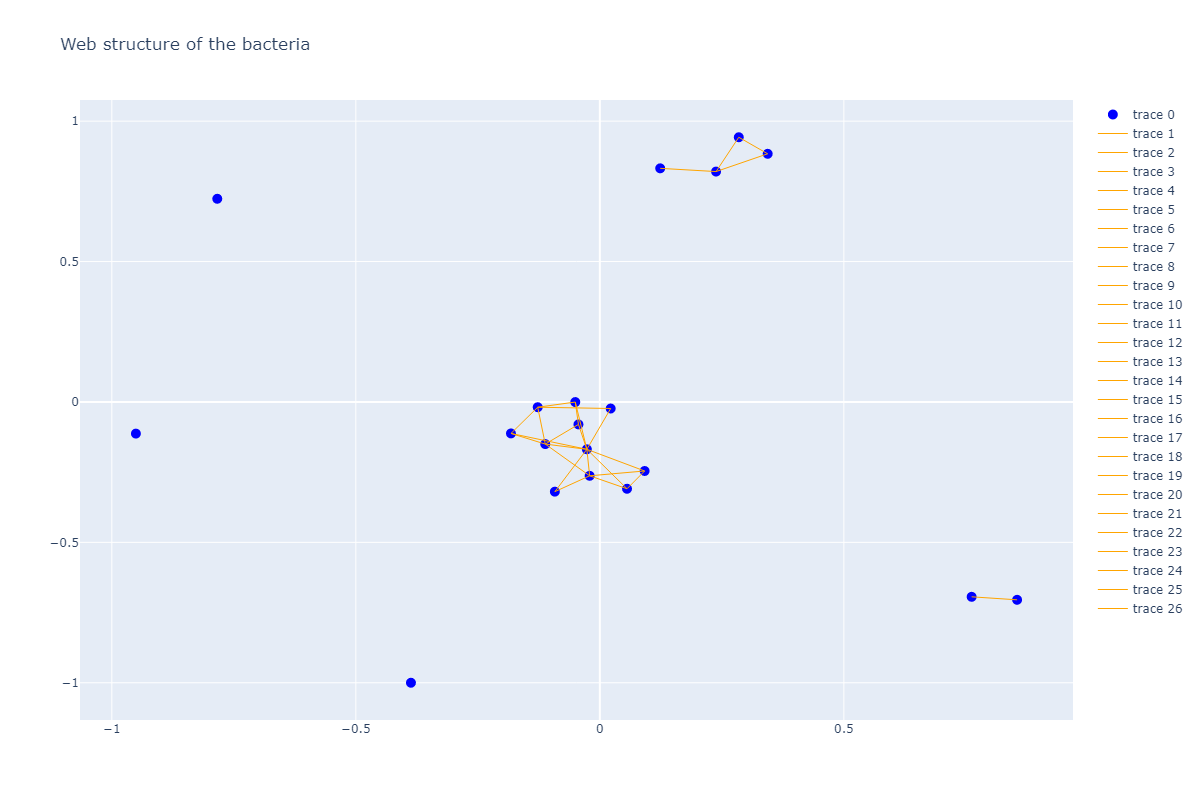 Web structure of the bacteria
1
0.5
0
−0.5
−1
−1
−0.5
0
0.5
trace 0
trace 1
trace 2
trace 3
trace 4
trace 5
trace 6
trace 7
trace 8
trace 9
trace 10
trace 11
trace 12
trace 13
trace 14
trace 15
trace 16
trace 17
trace 18
trace 19
trace 20
trace 21
trace 22
trace 23
trace 24
trace 25
trace 26